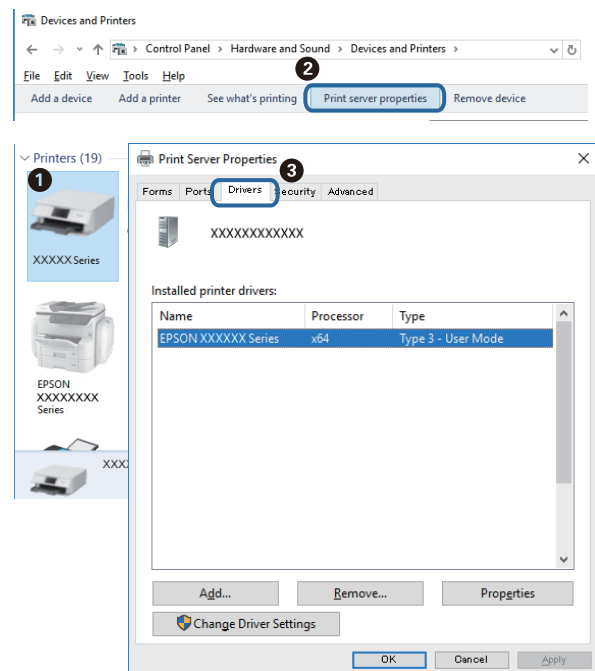 Devices and Printers
Control Panel > Hardware and Sound > Devices and Printers >
2
File Edit View Tools Help
Add a device Add a printer See what's printing Print server properties Remove device
Printers (19)
1
XXXXX Series
EPSON
XXXXXXXX
Series
XXX
Print Server Properties
3
Forms Ports Drivers Security Advanced
XXXXXXXXXXXX
Installed printer drivers:
Name Processor Type
EPSON XXXXXX Series x64 Type 3 - User Mode
Add... Remove... Properties
Change Driver Settings
OK Cancel Apply